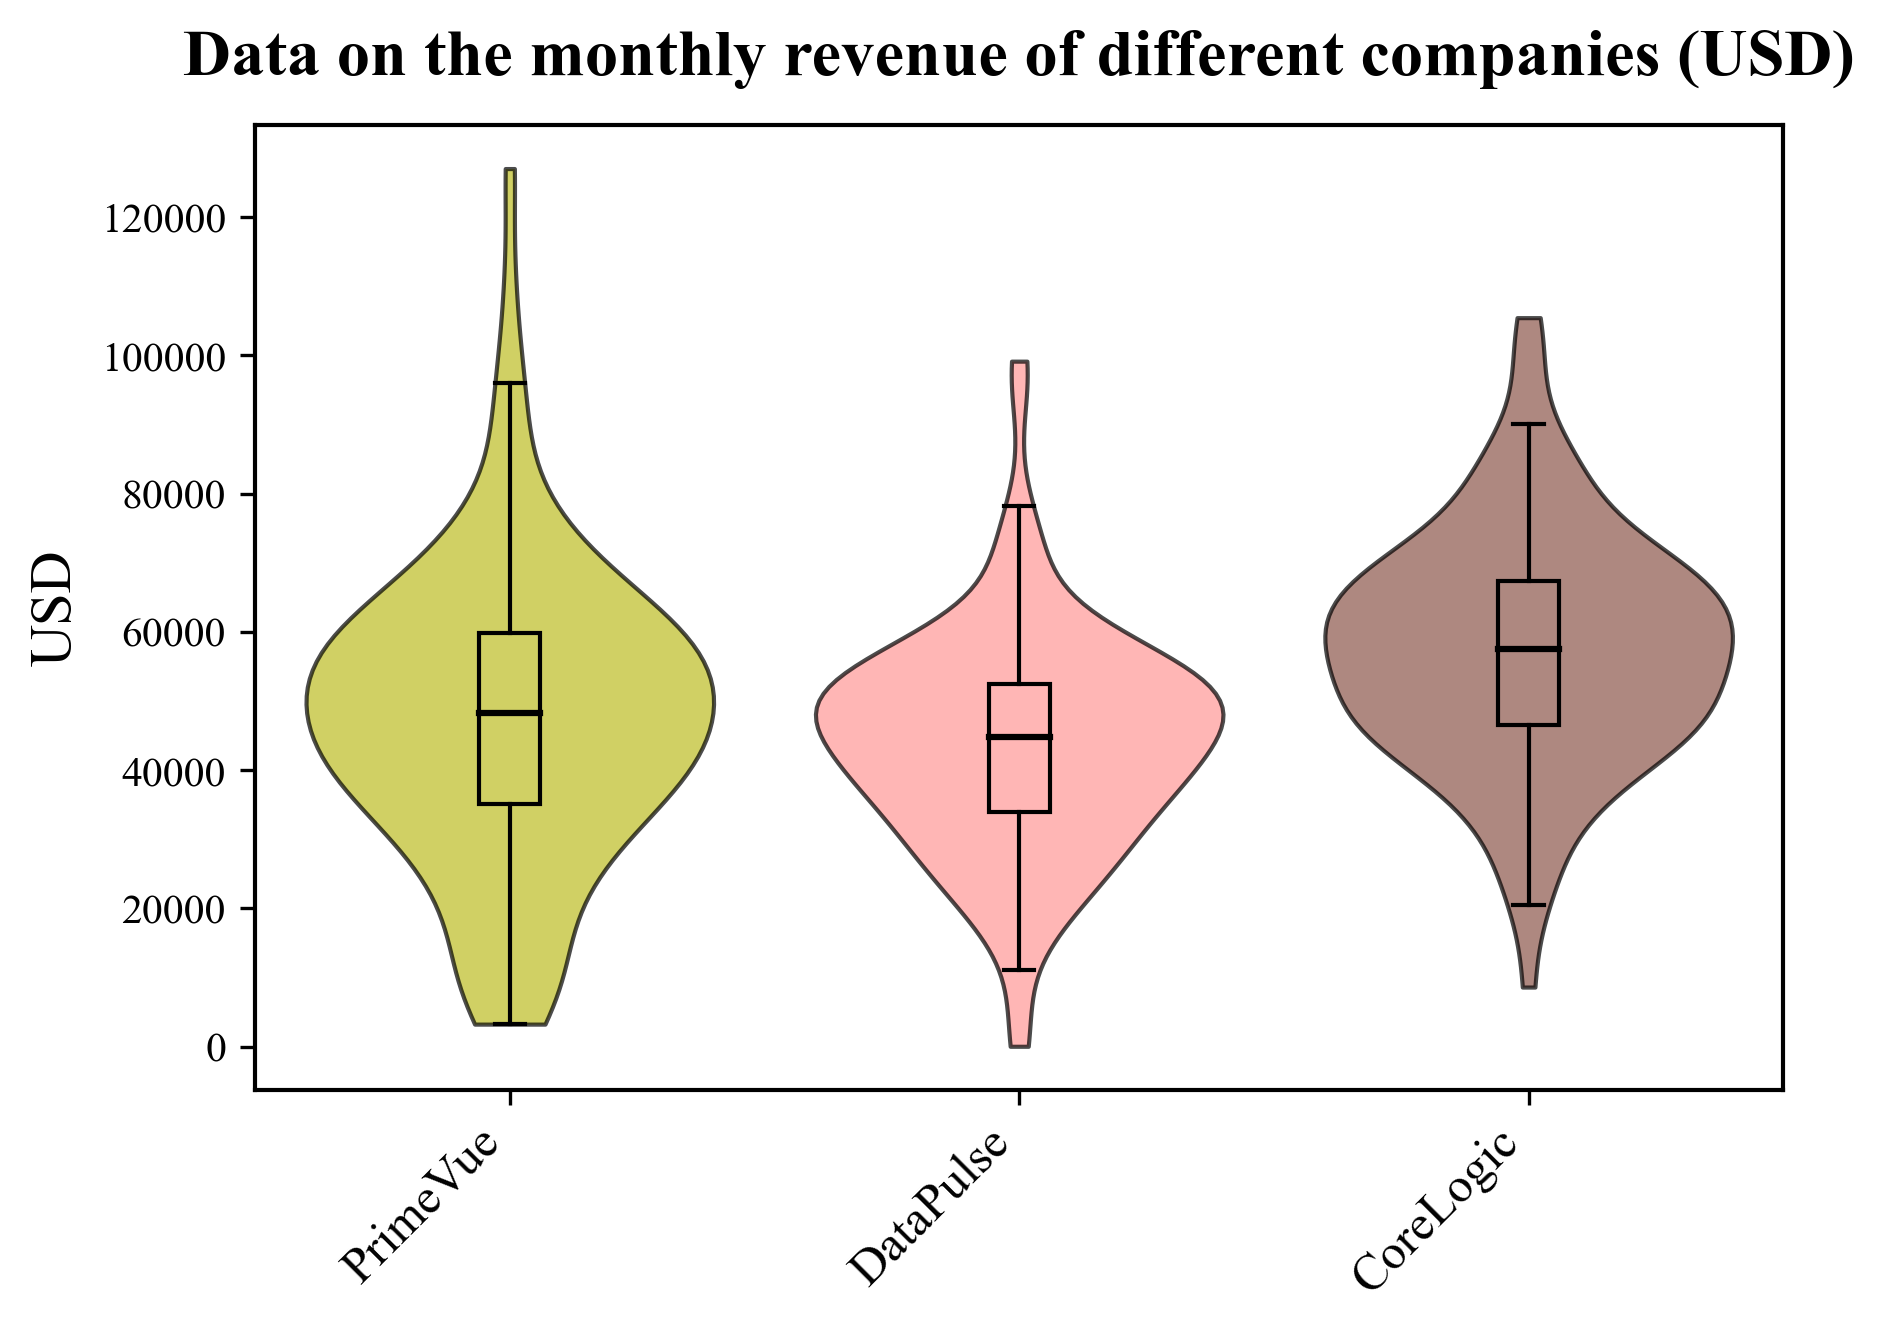 Data on the monthly revenue of different companies (USD)
USD
120000
100000
80000
60000
40000
20000
0
PrimeVue
DataPulse
CoreLogic